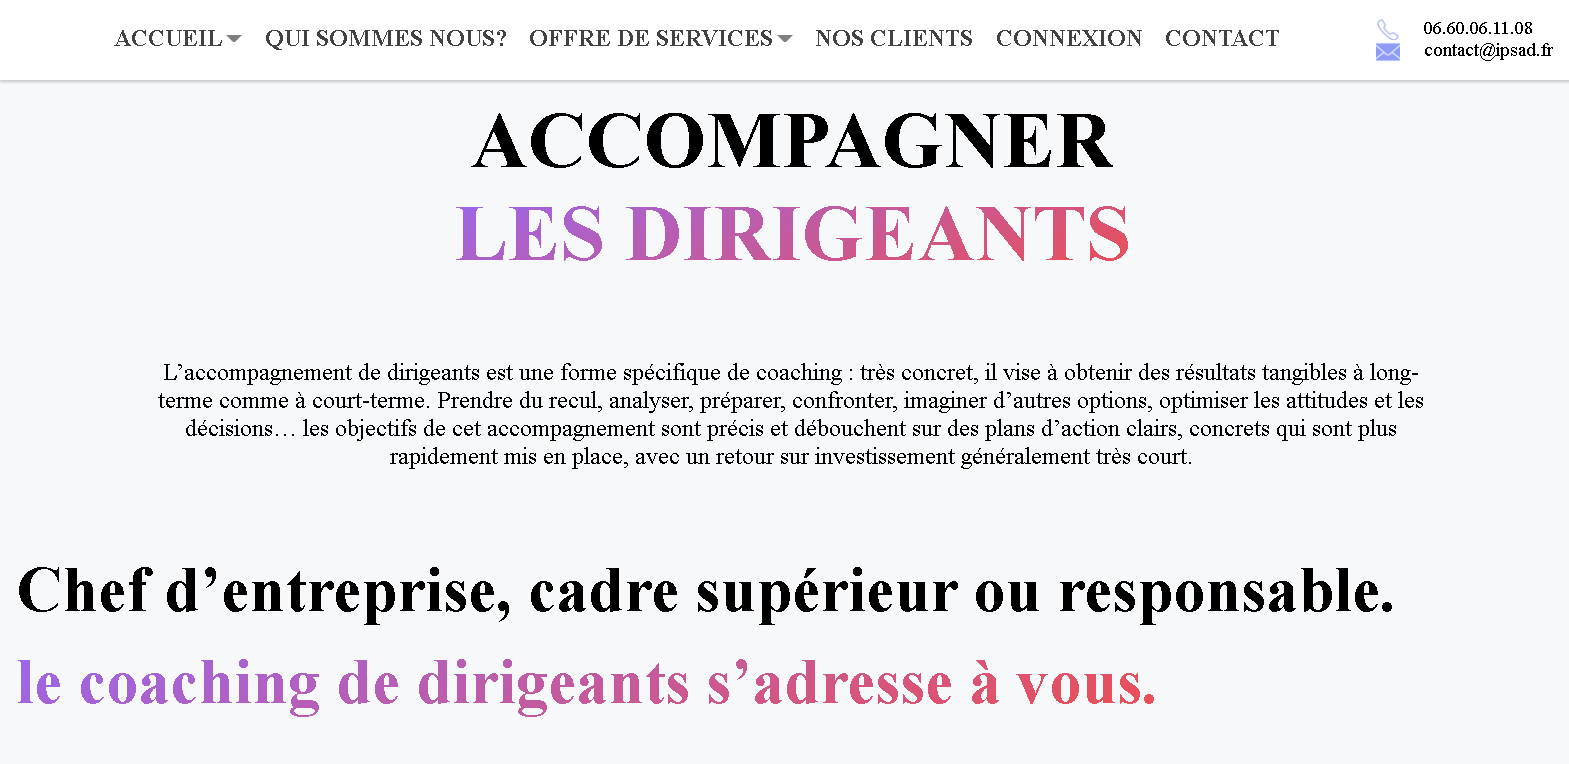 ACCUEIL QUI SOMMES NOUS? OFFRE DE SERVICES NOS CLIENTS CONNEXION CONTACT
06.60.06.11.08
contact@ipsad.fr
ACCOMPAGNER
LES DIRIGEANTS
L’accompagnement de dirigeants est une forme spécifique de coaching : très concret, il vise à obtenir des résultats tangibles à long-
terme comme à court-terme. Prendre du recul, analyser, préparer, confronter, imaginer d’autres options, optimiser les attitudes et les
décisions… les objectifs de cet accompagnement sont précis et débouchent sur des plans d’action clairs, concrets qui sont plus
rapidement mis en place, avec un retour sur investissement généralement très court.
Chef d’entreprise, cadre supérieur ou responsable.
le coaching de dirigeants s’adresse à vous.